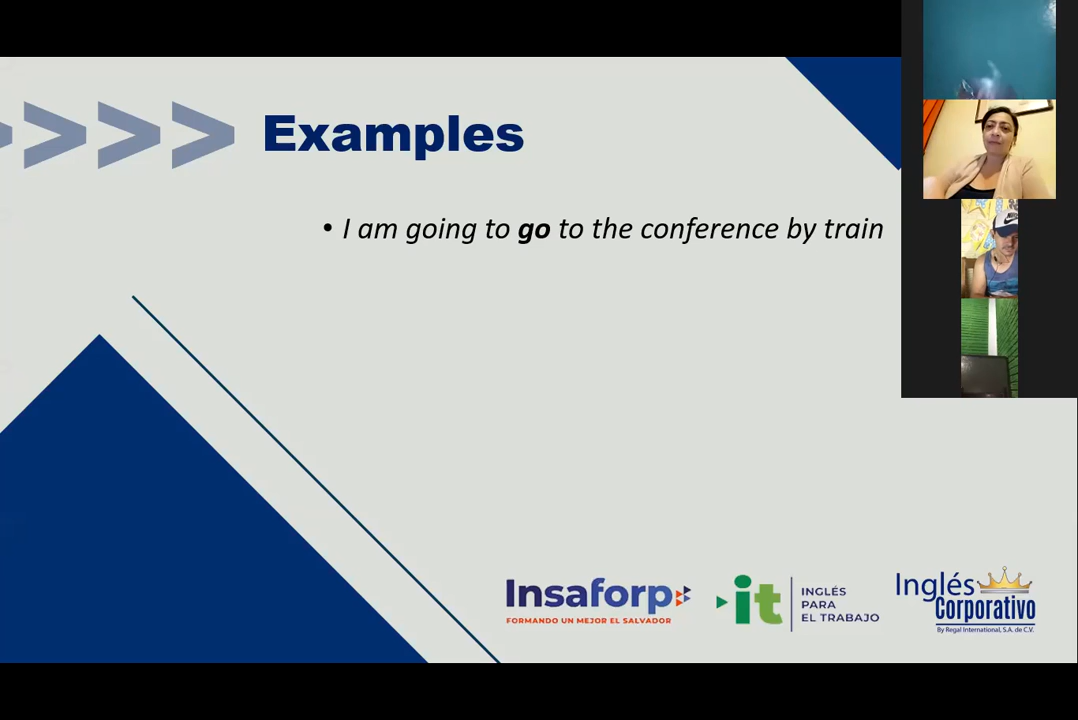 >>>> Examples
• I am going to go to the conference by train
Insaforp
FORMANDO UN MEJOR EL SALVADOR
it
INGLÉS
PARA
EL TRABAJO
Inglés
Corporativo
By Regal International, S.A. de C.V.